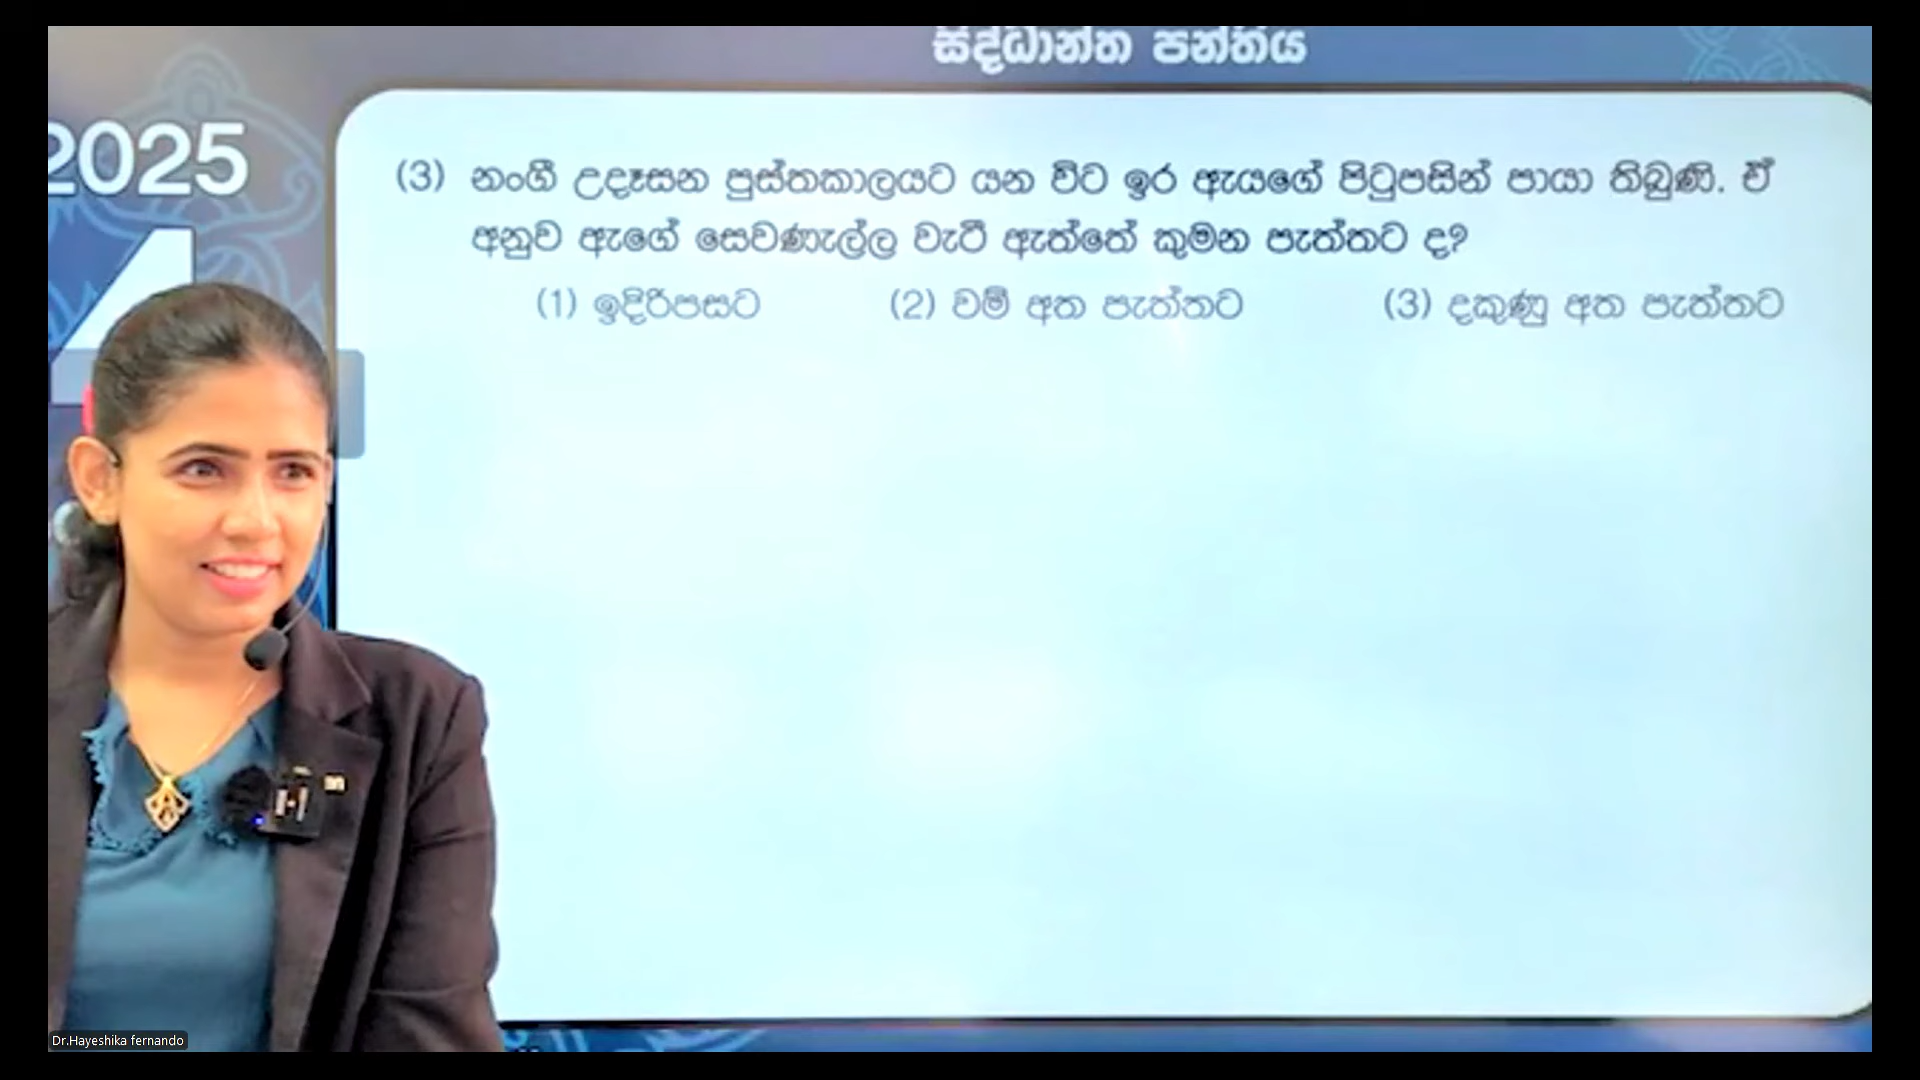 සිද්ධාන්ත පන්තිය
2025
4
(3) නංගී උදෑසන පුස්තකාලයට යන විට ඉර ඇයගේ පිටුපසින් පායා තිබුණි. ඒ
අනුව ඇගේ සෙවණැල්ල වැටී ඇත්තේ කුමන පැත්තට ද?
(1) ඉදිරිපසට (2) වම් අත පැත්තට (3) දකුණු අත පැත්තට
Dr.Hayeshika fernando